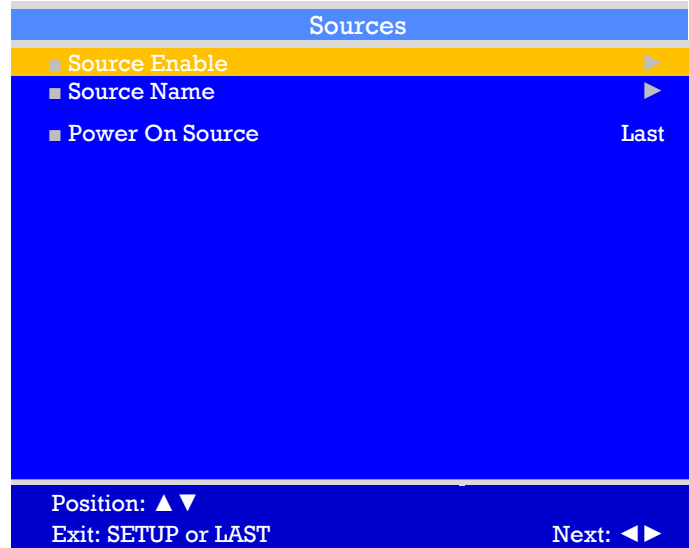 Sources
■ Source Enable ►
■ Source Name ►
■ Power On Source Last
Position: ▲▼
Exit: SETUP or LAST Next: ◄►